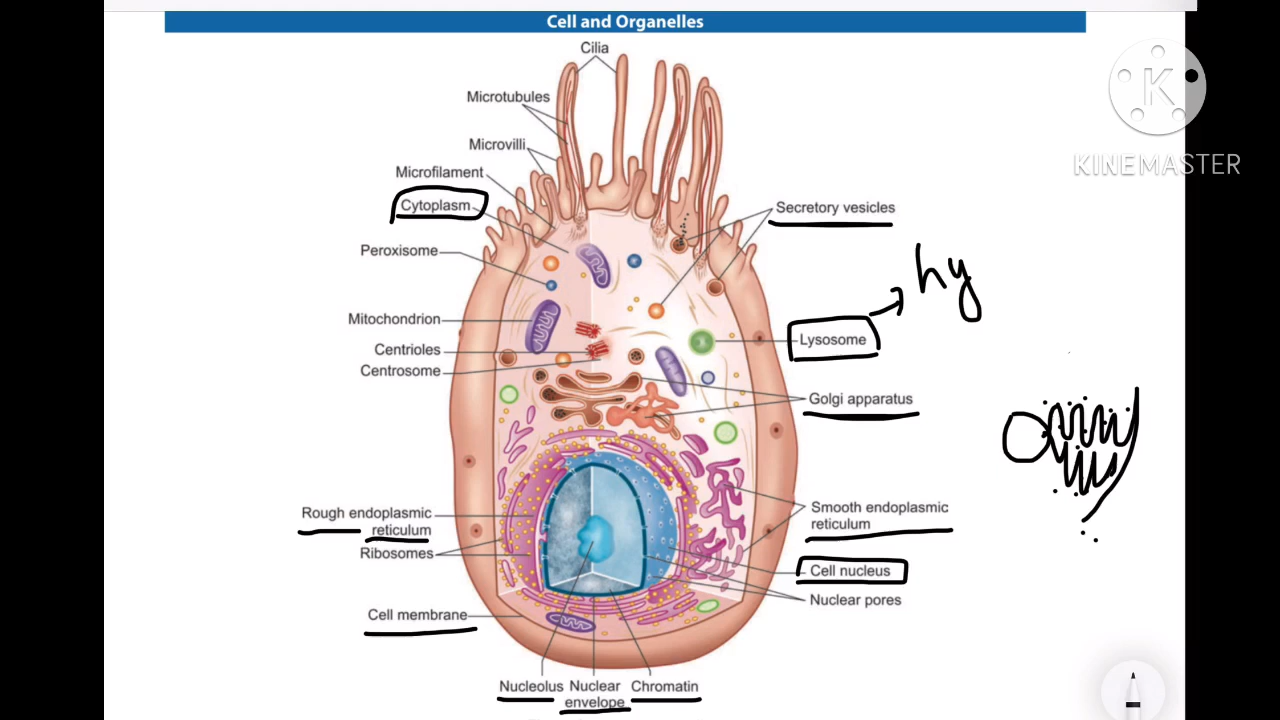 Cell and Organelles
Cilia
Microtubules
Microvilli
Microfilament
Cytoplasm
Peroxisome
Mitochondrion
Centrioles
Centrosome
Rough endoplasmic
reticulum
Ribosomes
Cell membrane
Nucleolus
Nuclear
envelope
Chromatin
Secretory vesicles
hy
Lysosome
Golgi apparatus
Smooth endoplasmic
reticulum
Cell nucleus
Nuclear pores
K
KINEMASTER